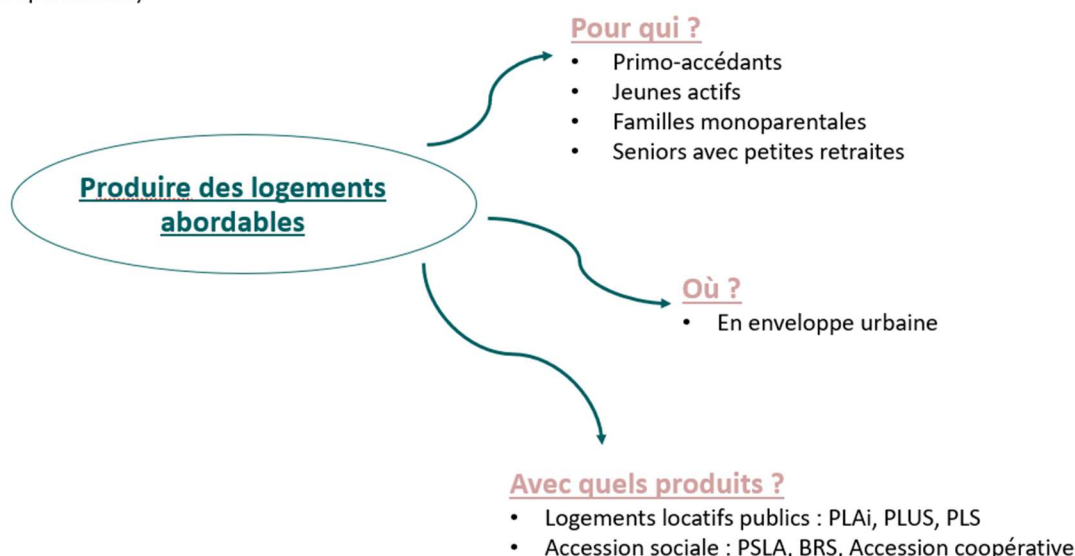 Produire des logements
abordables
Pour qui ?
• Primo-accédants
• Jeunes actifs
• Familles monoparentales
• Seniors avec petites retraites
Où ?
• En enveloppe urbaine
Avec quels produits ?
• Logements locatifs publics : PLAi, PLUS, PLS
• Accession sociale : PSLA, BRS, Accession coopérative